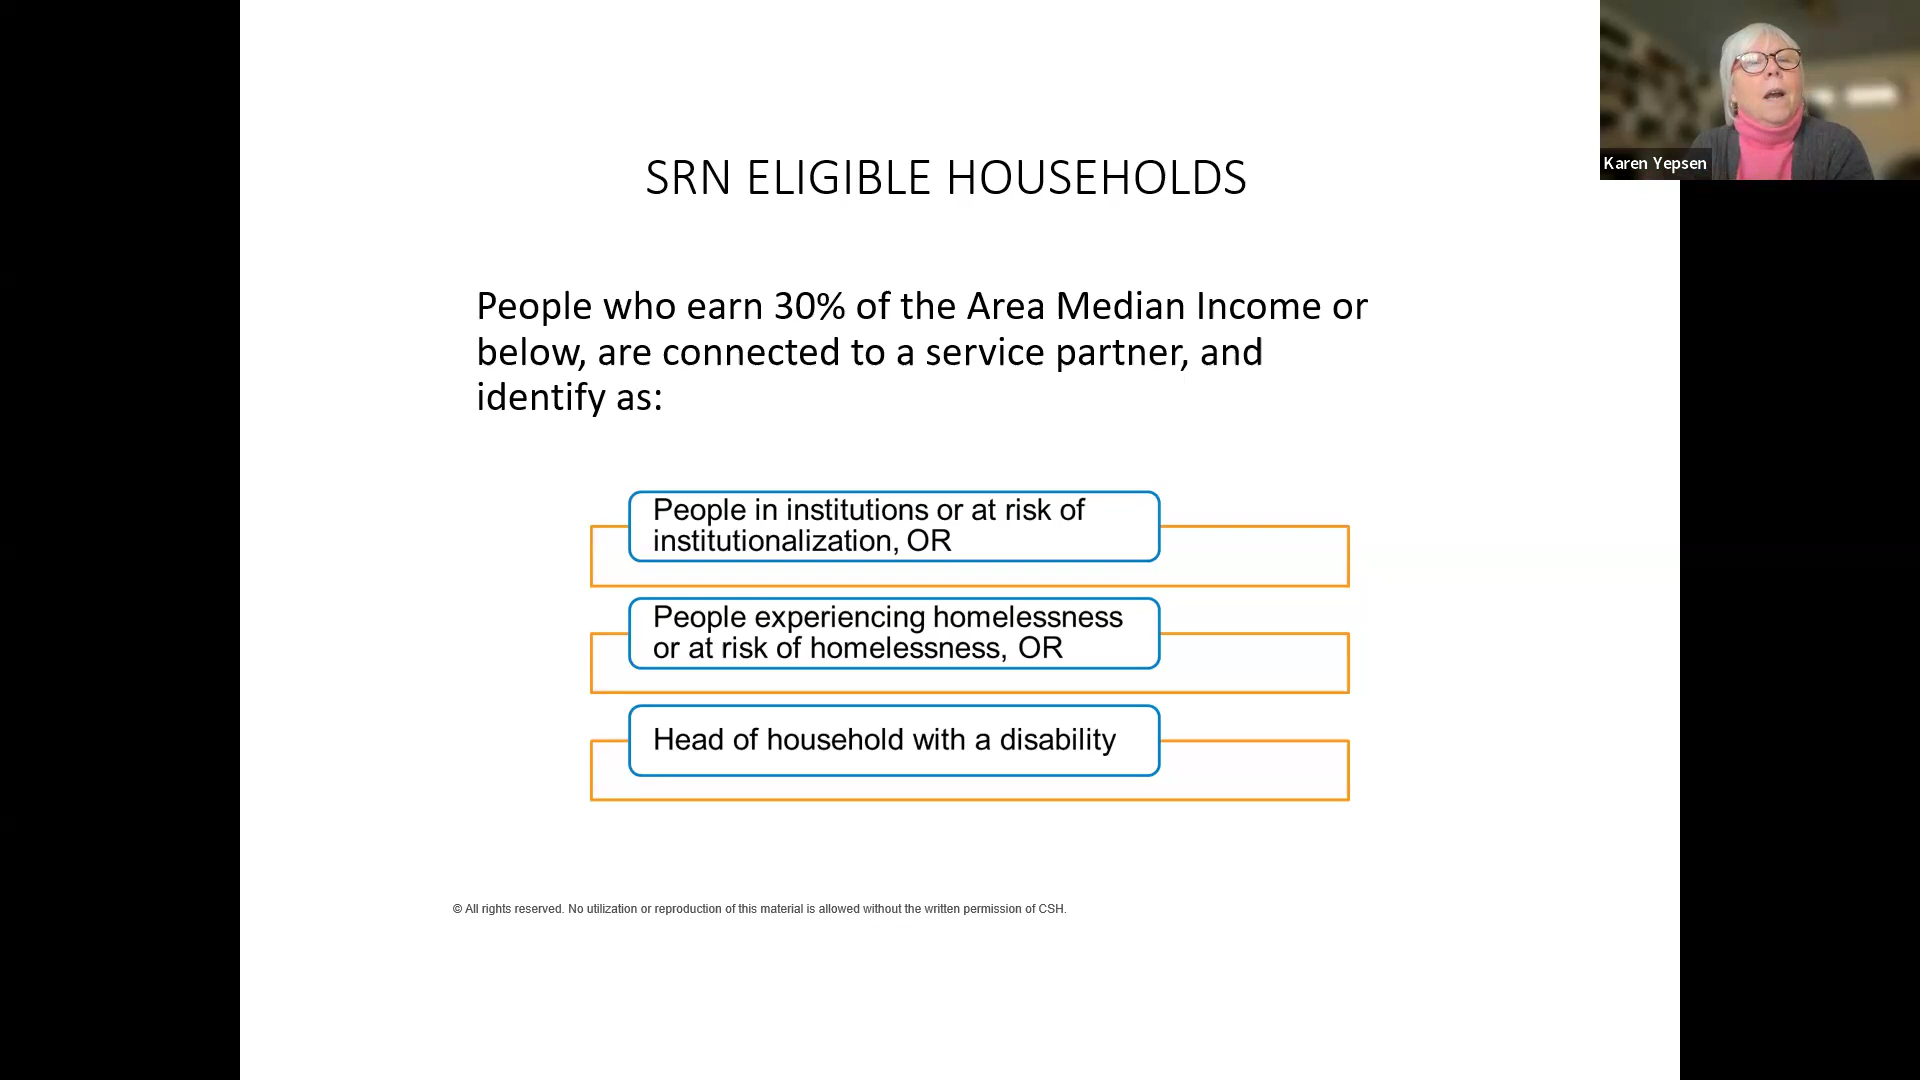 SRN ELIGIBLE HOUSEHOLDS
Karen Yepsen
People who earn 30% of the Area Median Income or
below, are connected to a service partner, and
identify as:
People in institutions or at risk of
institutionalization, OR
People experiencing homelessness
or at risk of homelessness, OR
Head of household with a disability
© All rights reserved. No utilization or reproduction of this material is allowed without the written permission of CSH.